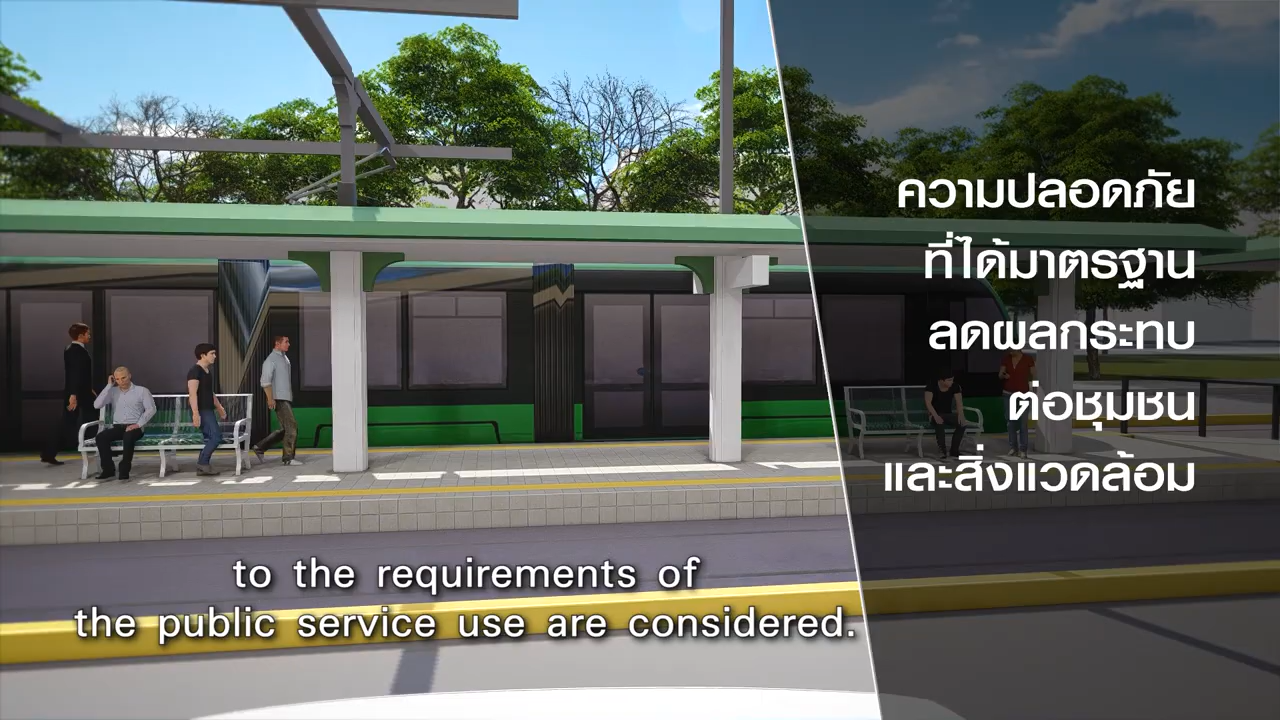 ความปลอดภัย
ที่ได้มาตรฐาน
ลดผลกระทบ
ต่อชุมชน
และสิ่งแวดล้อม
to the requirements of
the public service use are considered.